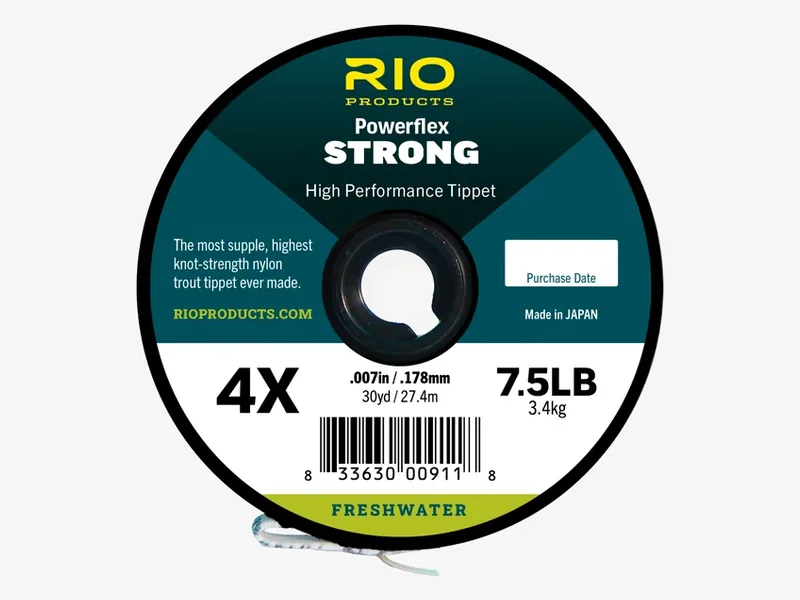 RIO
PRODUCTS
Powerflex
STRONG
High Performance Tippet
The most supple, highest
knot-strength nylon
trout tippet ever made.
RIOPRODUCTS.COM
Purchase Date
Made in JAPAN
4X
.007in / .178mm
30yd / 27.4m
7.5LB
3.4kg
8 33630 00911 8
FRESHWATER